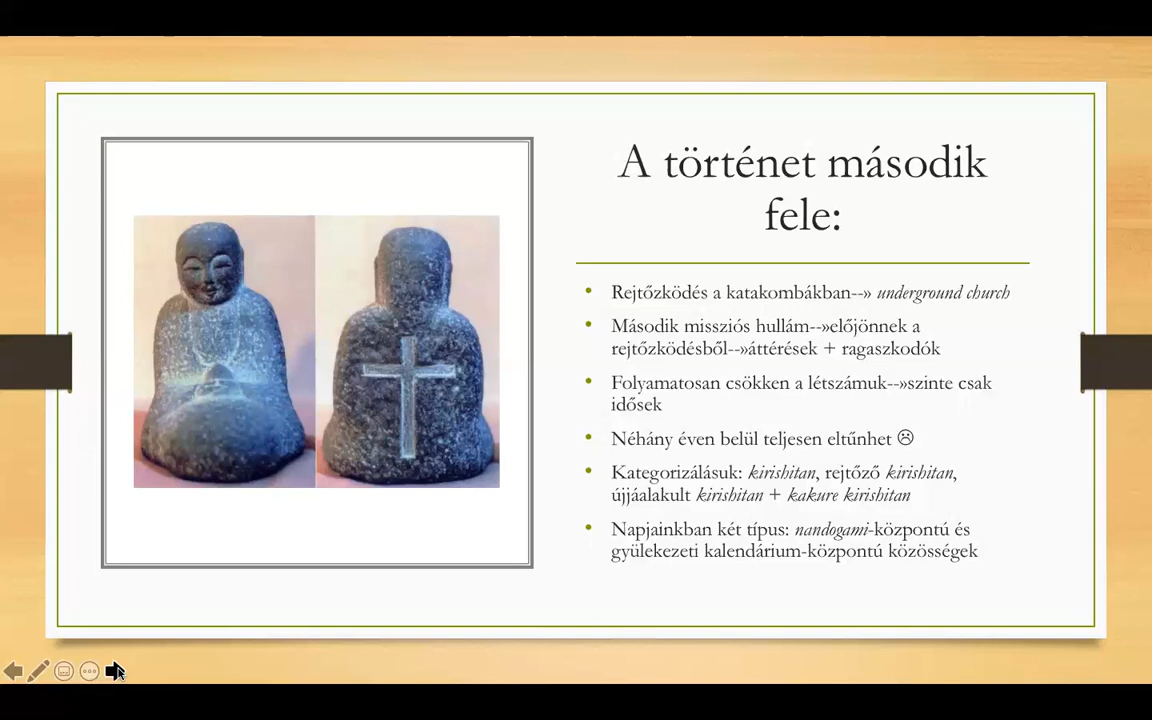 A történet második
fele:
• Rejtőzködés a katakombákban--» underground church
• Második missziós hullám--»előjönnek a
rejtőzködésből--»áttérések + ragaszkodók
• Folyamatosan csökken a létszámuk--»szinte csak
idősek
• Néhány éven belül teljesen eltűnhet ☹
• Kategorizálásuk: kirishitan, rejtőző kirishitan,
újjáalakult kirishitan + kakure kirishitan
• Napjainkban két típus: nandogami-központú és
gyülekezeti kalendárium-központú közösségek